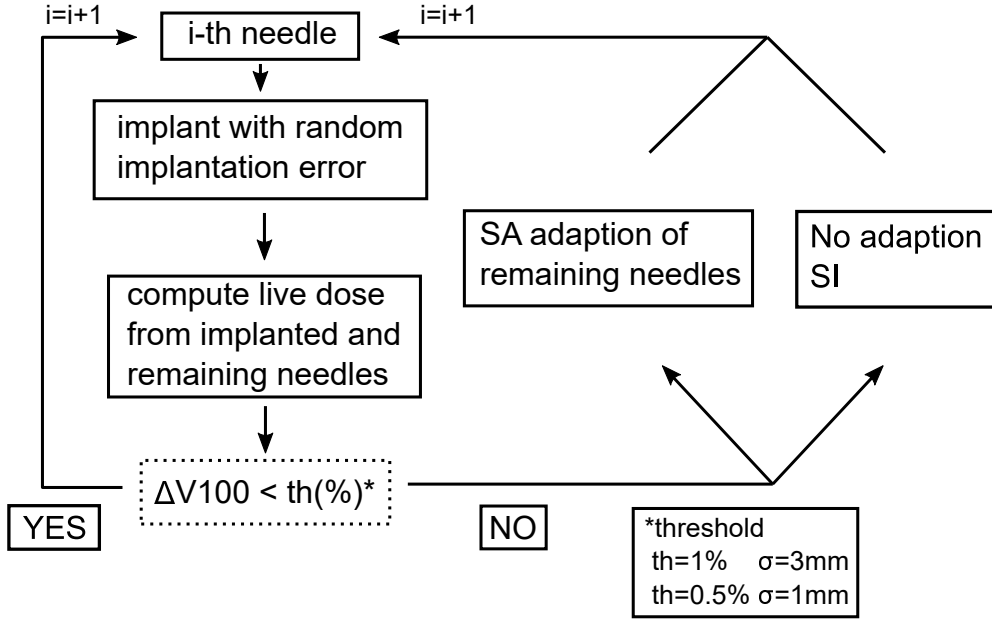 i=i+1
i-th needle
i=i+1
implant with random
implantation error
SA adaption of
remaining needles
No adaption
SI
compute live dose
from implanted and
remaining needles
ΔV100 < th(%)*
YES
NO
*threshold
th=1% σ=3mm
th=0.5% σ=1mm